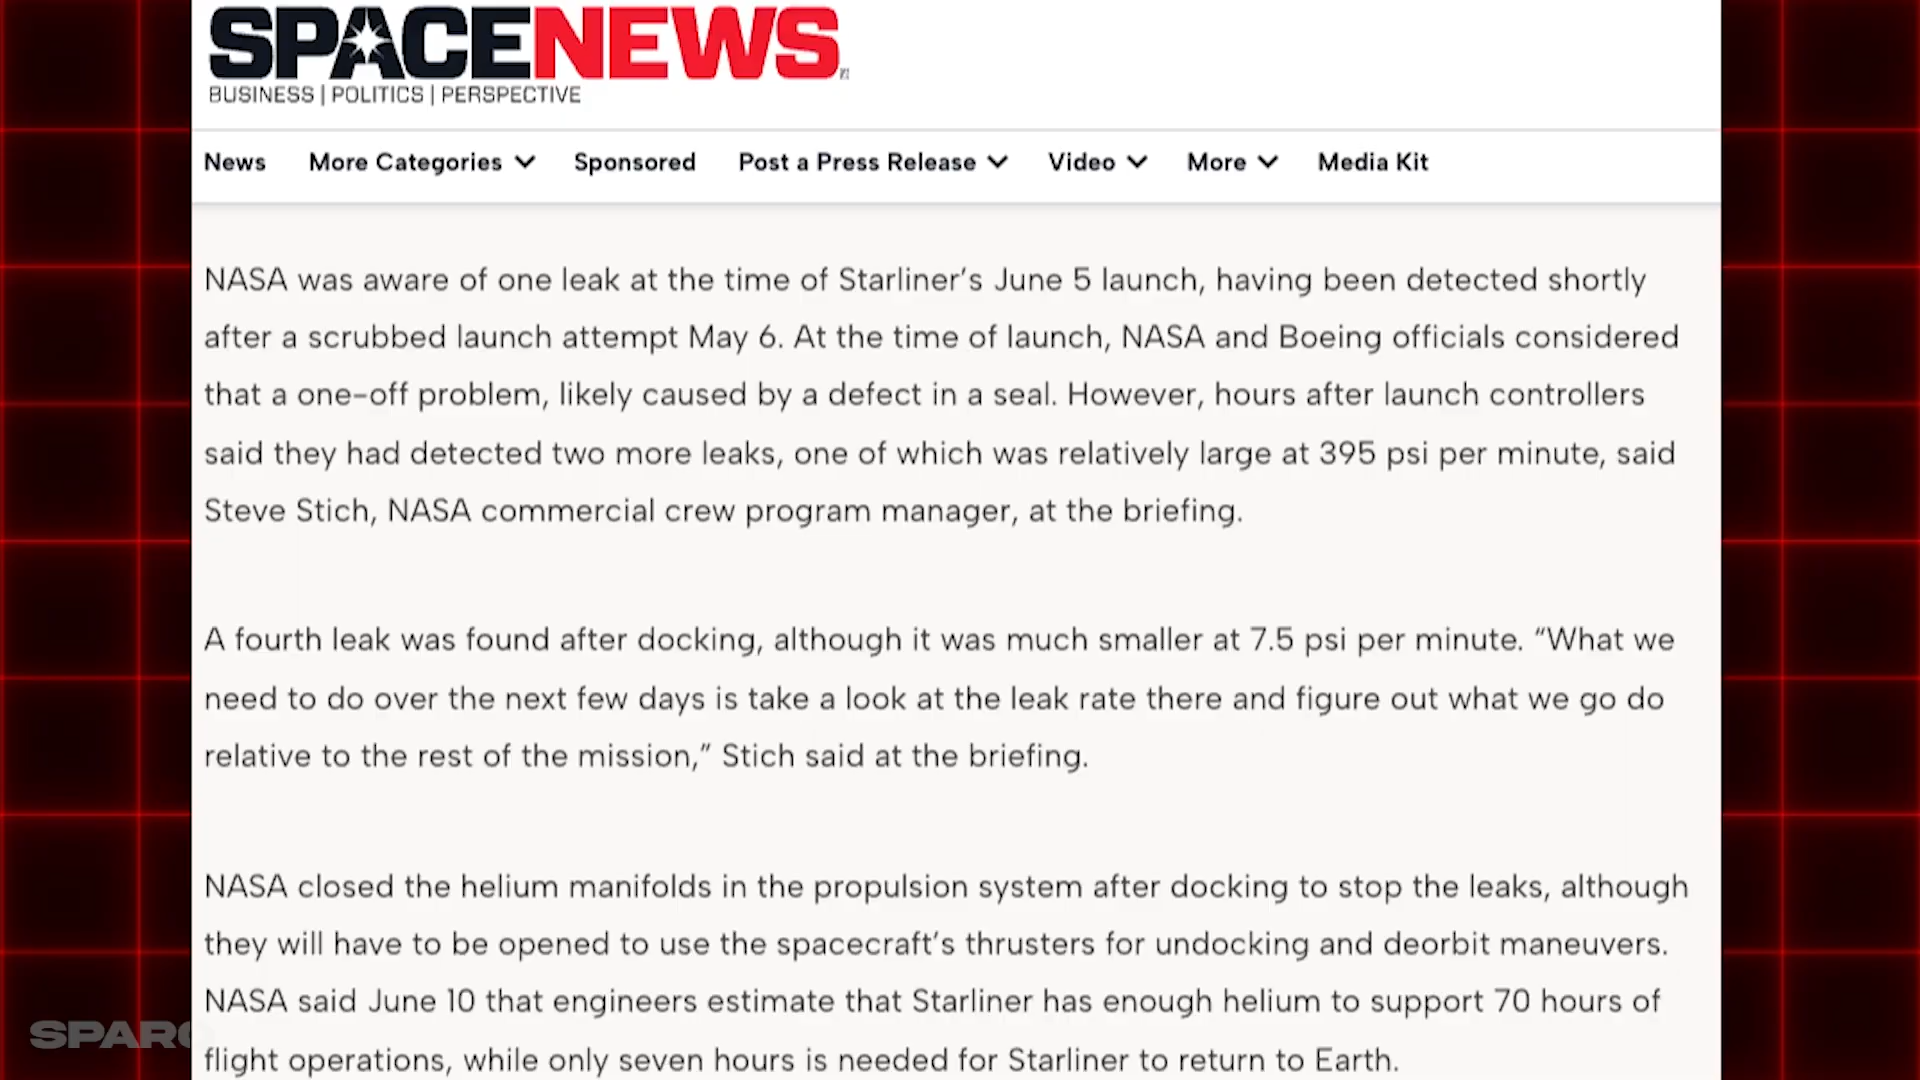 SPACENEWS
BUSINESS | POLITICS | PERSPECTIVE
News More Categories Sponsored Post a Press Release Video More Media Kit
NASA was aware of one leak at the time of Starliner's June 5 launch, having been detected shortly
after a scrubbed launch attempt May 6. At the time of launch, NASA and Boeing officials considered
that a one-off problem, likely caused by a defect in a seal. However, hours after launch controllers
said they had detected two more leaks, one of which was relatively large at 395 psi per minute, said
Steve Stich, NASA commercial crew program manager, at the briefing.
A fourth leak was found after docking, although it was much smaller at 7.5 psi per minute. “What we
need to do over the next few days is take a look at the leak rate there and figure out what we go do
relative to the rest of the mission,” Stich said at the briefing.
NASA closed the helium manifolds in the propulsion system after docking to stop the leaks, although
they will have to be opened to use the spacecraft's thrusters for undocking and deorbit maneuvers.
NASA said June 10 that engineers estimate that Starliner has enough helium to support 70 hours of
flight operations, while only seven hours is needed for Starliner to return to Earth.